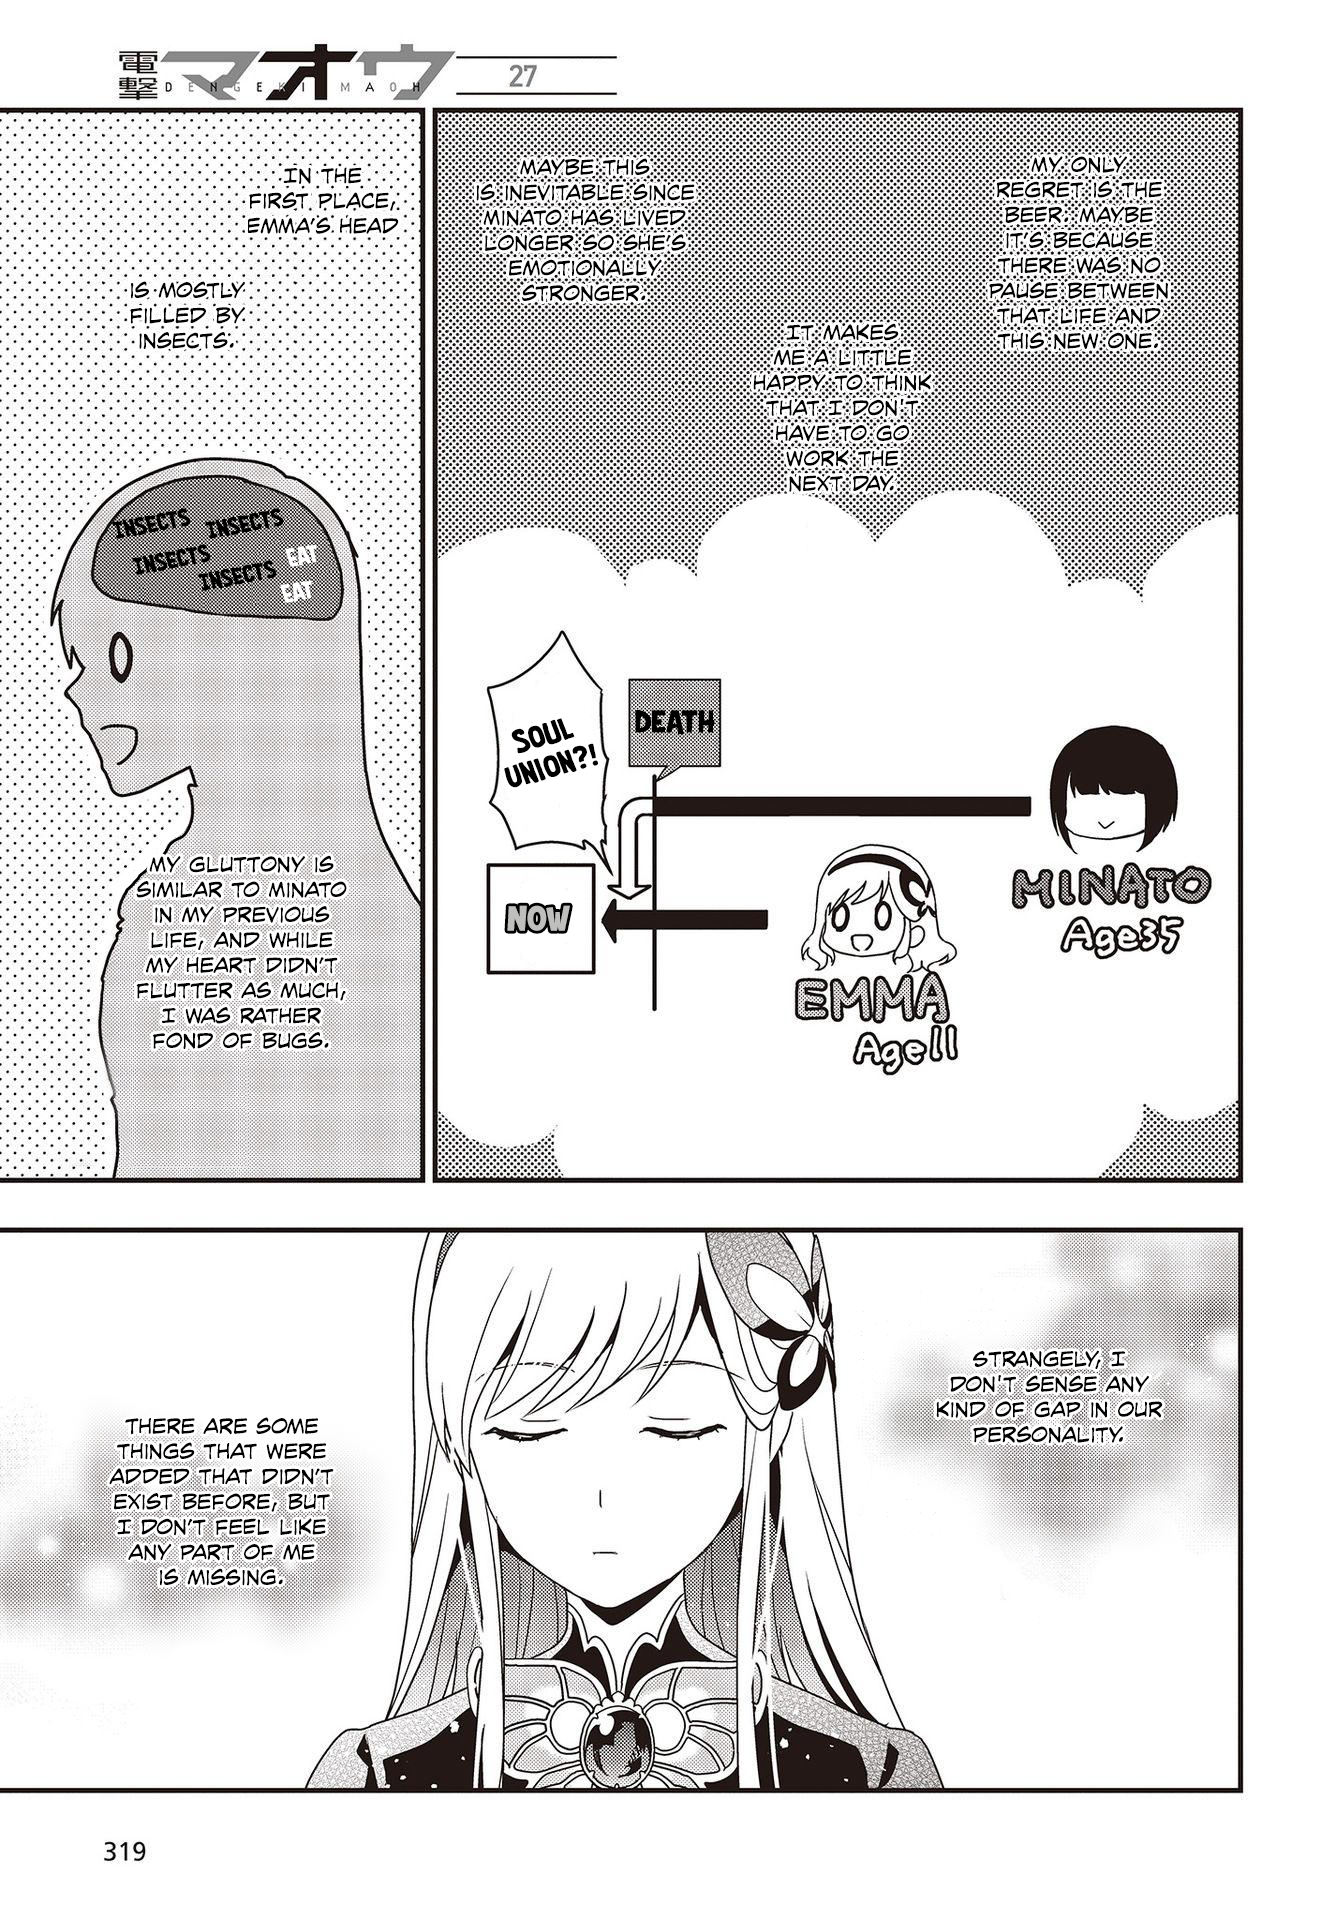 電撃マオウ
DENGEKI MAOH
27
MY ONLY
REGRET IS THE
BEER. MAYBE
IT'S BECAUSE
THERE WAS NO
PAUSE BETWEEN
THAT LIFE AND
THIS NEW ONE.
IT MAKES
ME A LITTLE
HAPPY TO THINK
THAT I DON'T
HAVE TO GO
WORK THE
NEXT DAY.
MAYBE THIS
IS INEVITABLE SINCE
MINATO HAS LIVED
LONGER SO SHE'S
EMOTIONALLY
STRONGER.
MINATO
Age35
EMMA
Age11
DEATH
SOUL
UNION?!
NOW
IN THE
FIRST PLACE,
EMMA'S HEAD
IS MOSTLY
FILLED BY
INSECTS.
INSECTS INSECTS
INSECTS EAT
INSECTS
EAT
MY GLUTTONY IS
SIMILAR TO MINATO
IN MY PREVIOUS
LIFE, AND WHILE
MY HEART DIDN'T
FLUTTER AS MUCH,
I WAS RATHER
FOND OF BUGS.
STRANGELY, I
DON'T SENSE ANY
KIND OF GAP IN OUR
PERSONALITY.
THERE ARE SOME
THINGS THAT WERE
ADDED THAT DIDN'T
EXIST BEFORE, BUT
I DON'T FEEL LIKE
ANY PART OF ME
IS MISSING.
319